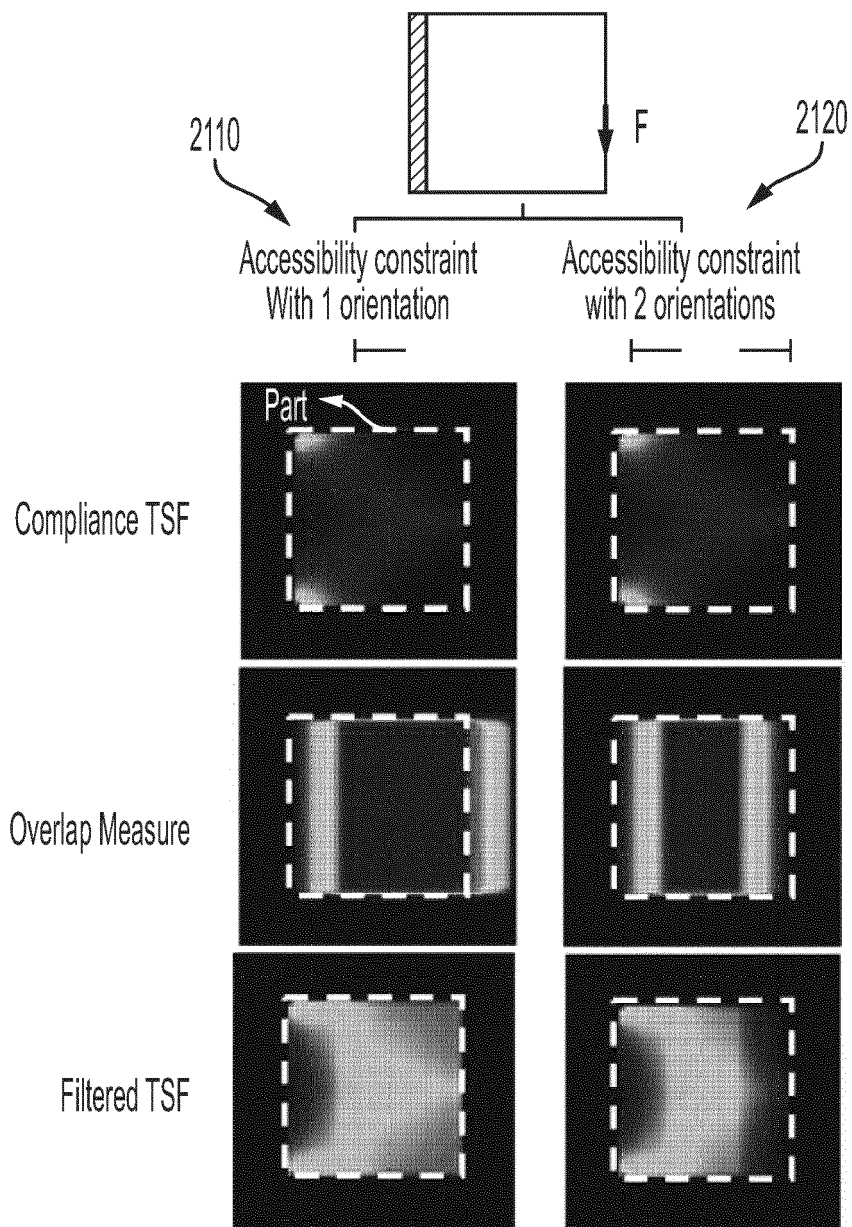 F
2110
2120
Accessibility constraint
With 1 orientation
Accessibility constraint
with 2 orientations
Part
Compliance TSF
Overlap Measure
Filtered TSF